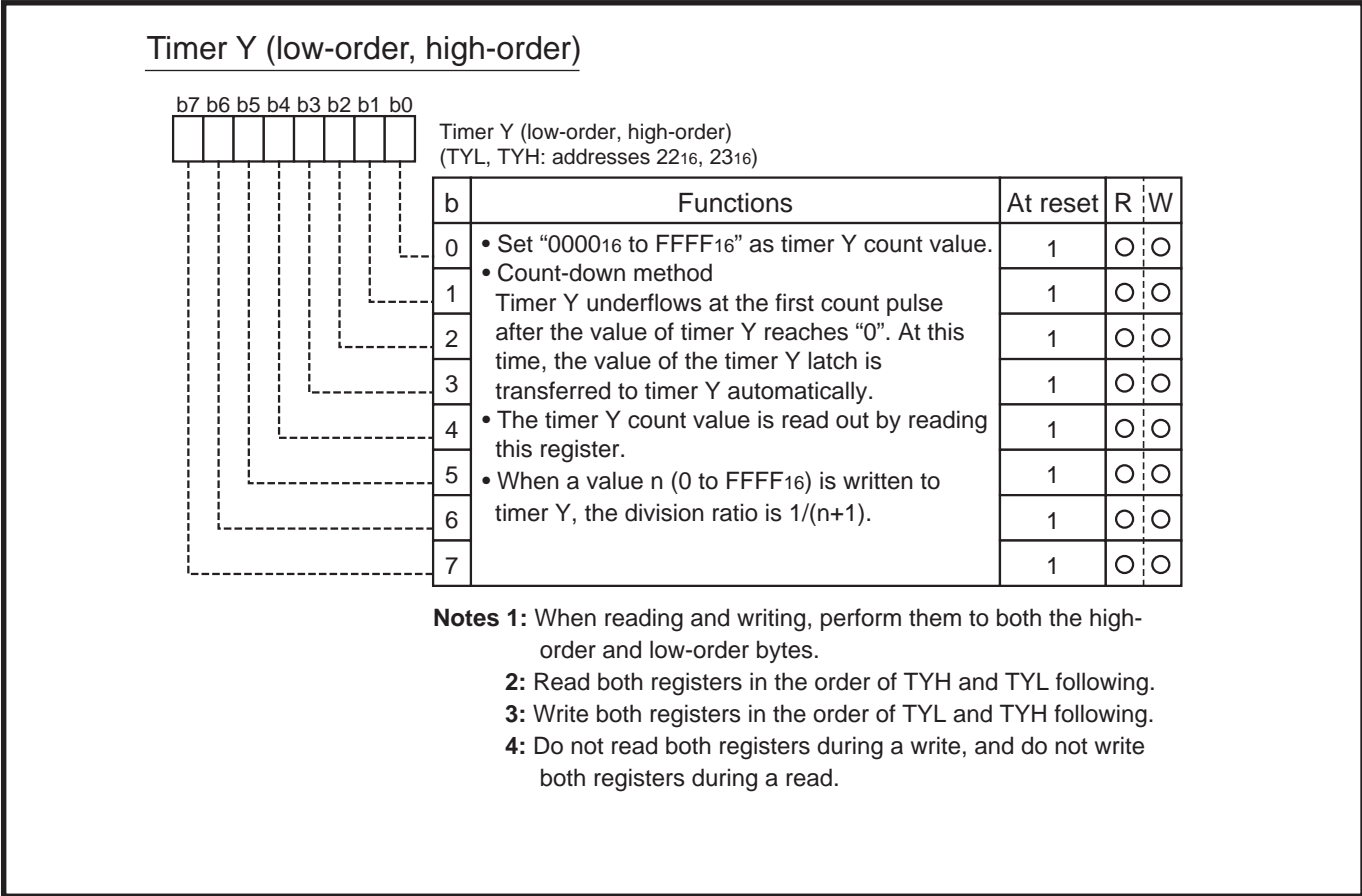 Timer Y (low-order, high-order)
b7 b6 b5 b4 b3 b2 b1 b0
Timer Y (low-order, high-order)
(TYL, TYH: addresses 2216, 2316)
b Functions At reset R W
0 • Set “000016 to FFFF16” as timer Y count value. 1 O O
• Count-down method
1 Timer Y underflows at the first count pulse 1 O O
2 after the value of timer Y reaches “0”. At this 1 O O
time, the value of the timer Y latch is
3 transferred to timer Y automatically. 1 O O
4 • The timer Y count value is read out by reading 1 O O
this register.
5 • When a value n (0 to FFFF16) is written to 1 O O
6 timer Y, the division ratio is 1/(n+1). 1 O O
7 1 O O
Notes 1: When reading and writing, perform them to both the high-
order and low-order bytes.
2: Read both registers in the order of TYH and TYL following.
3: Write both registers in the order of TYL and TYH following.
4: Do not read both registers during a write, and do not write
both registers during a read.